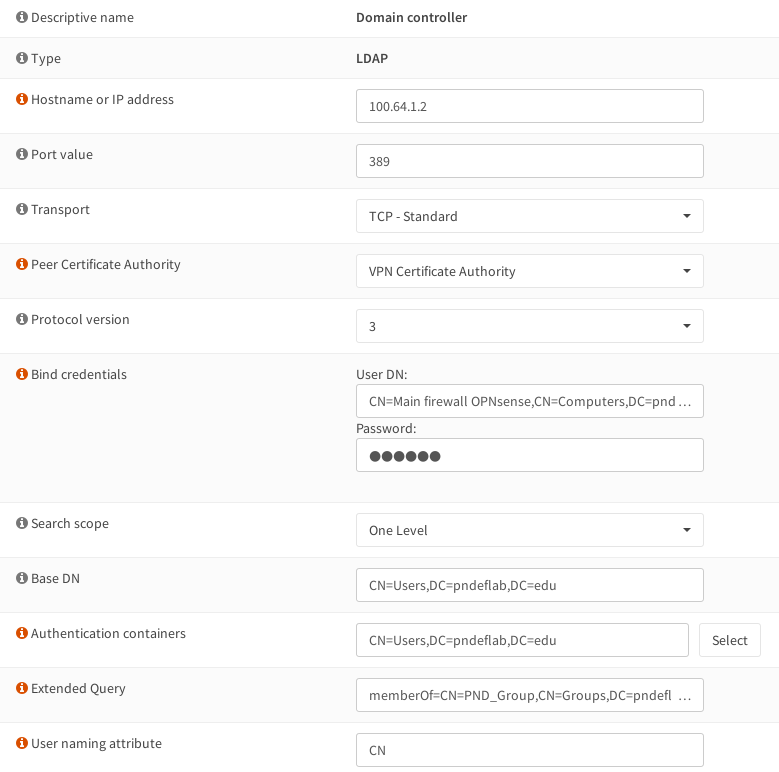 Descriptive name Domain controller
Type LDAP
Hostname or IP address 100.64.1.2
Port value 389
Transport TCP - Standard
Peer Certificate Authority VPN Certificate Authority
Protocol version 3
Bind credentials User DN:
CN=Main firewall OPNsense,CN=Computers,DC=pnd ...
Password:
●●●●●●
Search scope One Level
Base DN CN=Users,DC=pndeflab,DC=edu
Authentication containers CN=Users,DC=pndeflab,DC=edu Select
Extended Query memberOf=CN=PND_Group,CN=Groups,DC=pndefl ...
User naming attribute CN